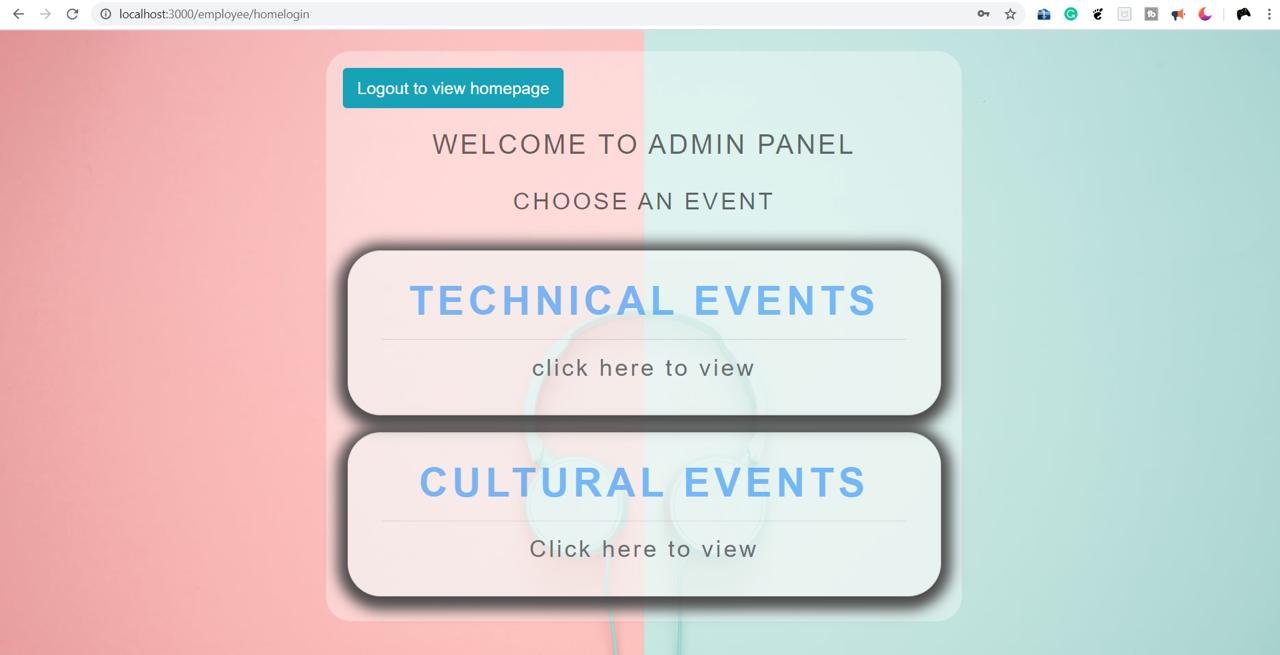 localhost:3000/employee/homelogin
Logout to view homepage
WELCOME TO ADMIN PANEL
CHOOSE AN EVENT
TECHNICAL EVENTS
click here to view
CULTURAL EVENTS
Click here to view